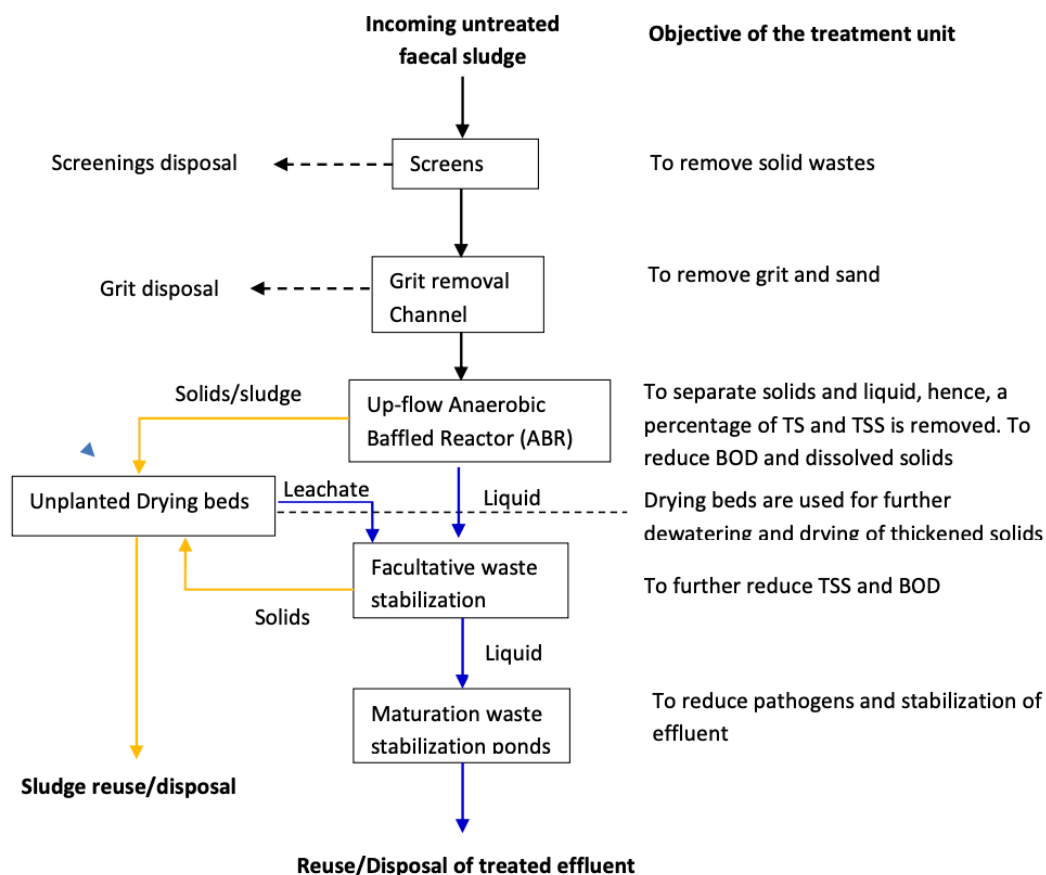 Incoming untreated
faecal sludge
Objective of the treatment unit
Screenings disposal
Screens
To remove solid wastes
Grit disposal
Grit removal
Channel
To remove grit and sand
Solids/sludge
Up-flow Anaerobic
Baffled Reactor (ABR)
To separate solids and liquid, hence, a
percentage of TS and TSS is removed. To
reduce BOD and dissolved solids
Unplanted Drying beds
Leachate
Liquid
Drying beds are used for further
dewatering and drying of thickened solids
Facultative waste
stabilization
To further reduce TSS and BOD
Solids
Liquid
Maturation waste
stabilization ponds
To reduce pathogens and stabilization of
effluent
Sludge reuse/disposal
Reuse/Disposal of treated effluent